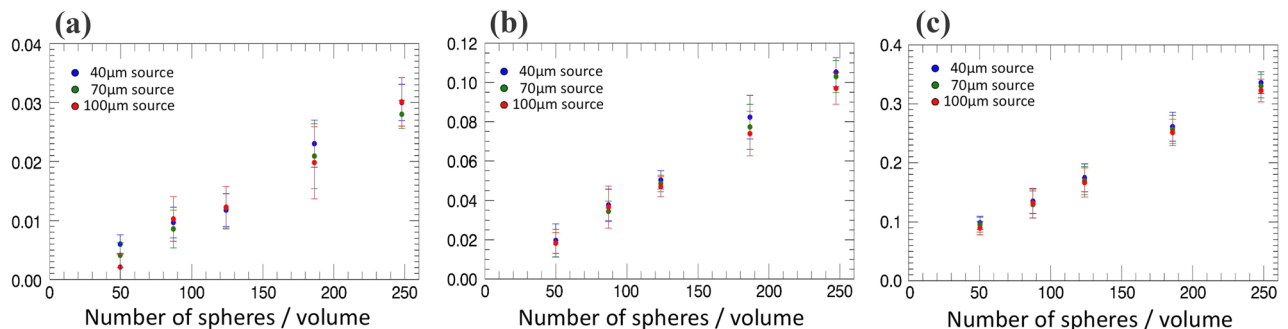 (a)
0.04
0.03
0.02
0.01
0.00
40µm source
70µm source
100µm source
0 50 100 150 200 250
Number of spheres / volume
(b)
0.12
0.10
0.08
0.06
0.04
0.02
0.00
40µm source
70µm source
100µm source
0 50 100 150 200 250
Number of spheres / volume
(c)
0.4
0.3
0.2
0.1
0.0
40µm source
70µm source
100µm source
0 50 100 150 200 250
Number of spheres / volume